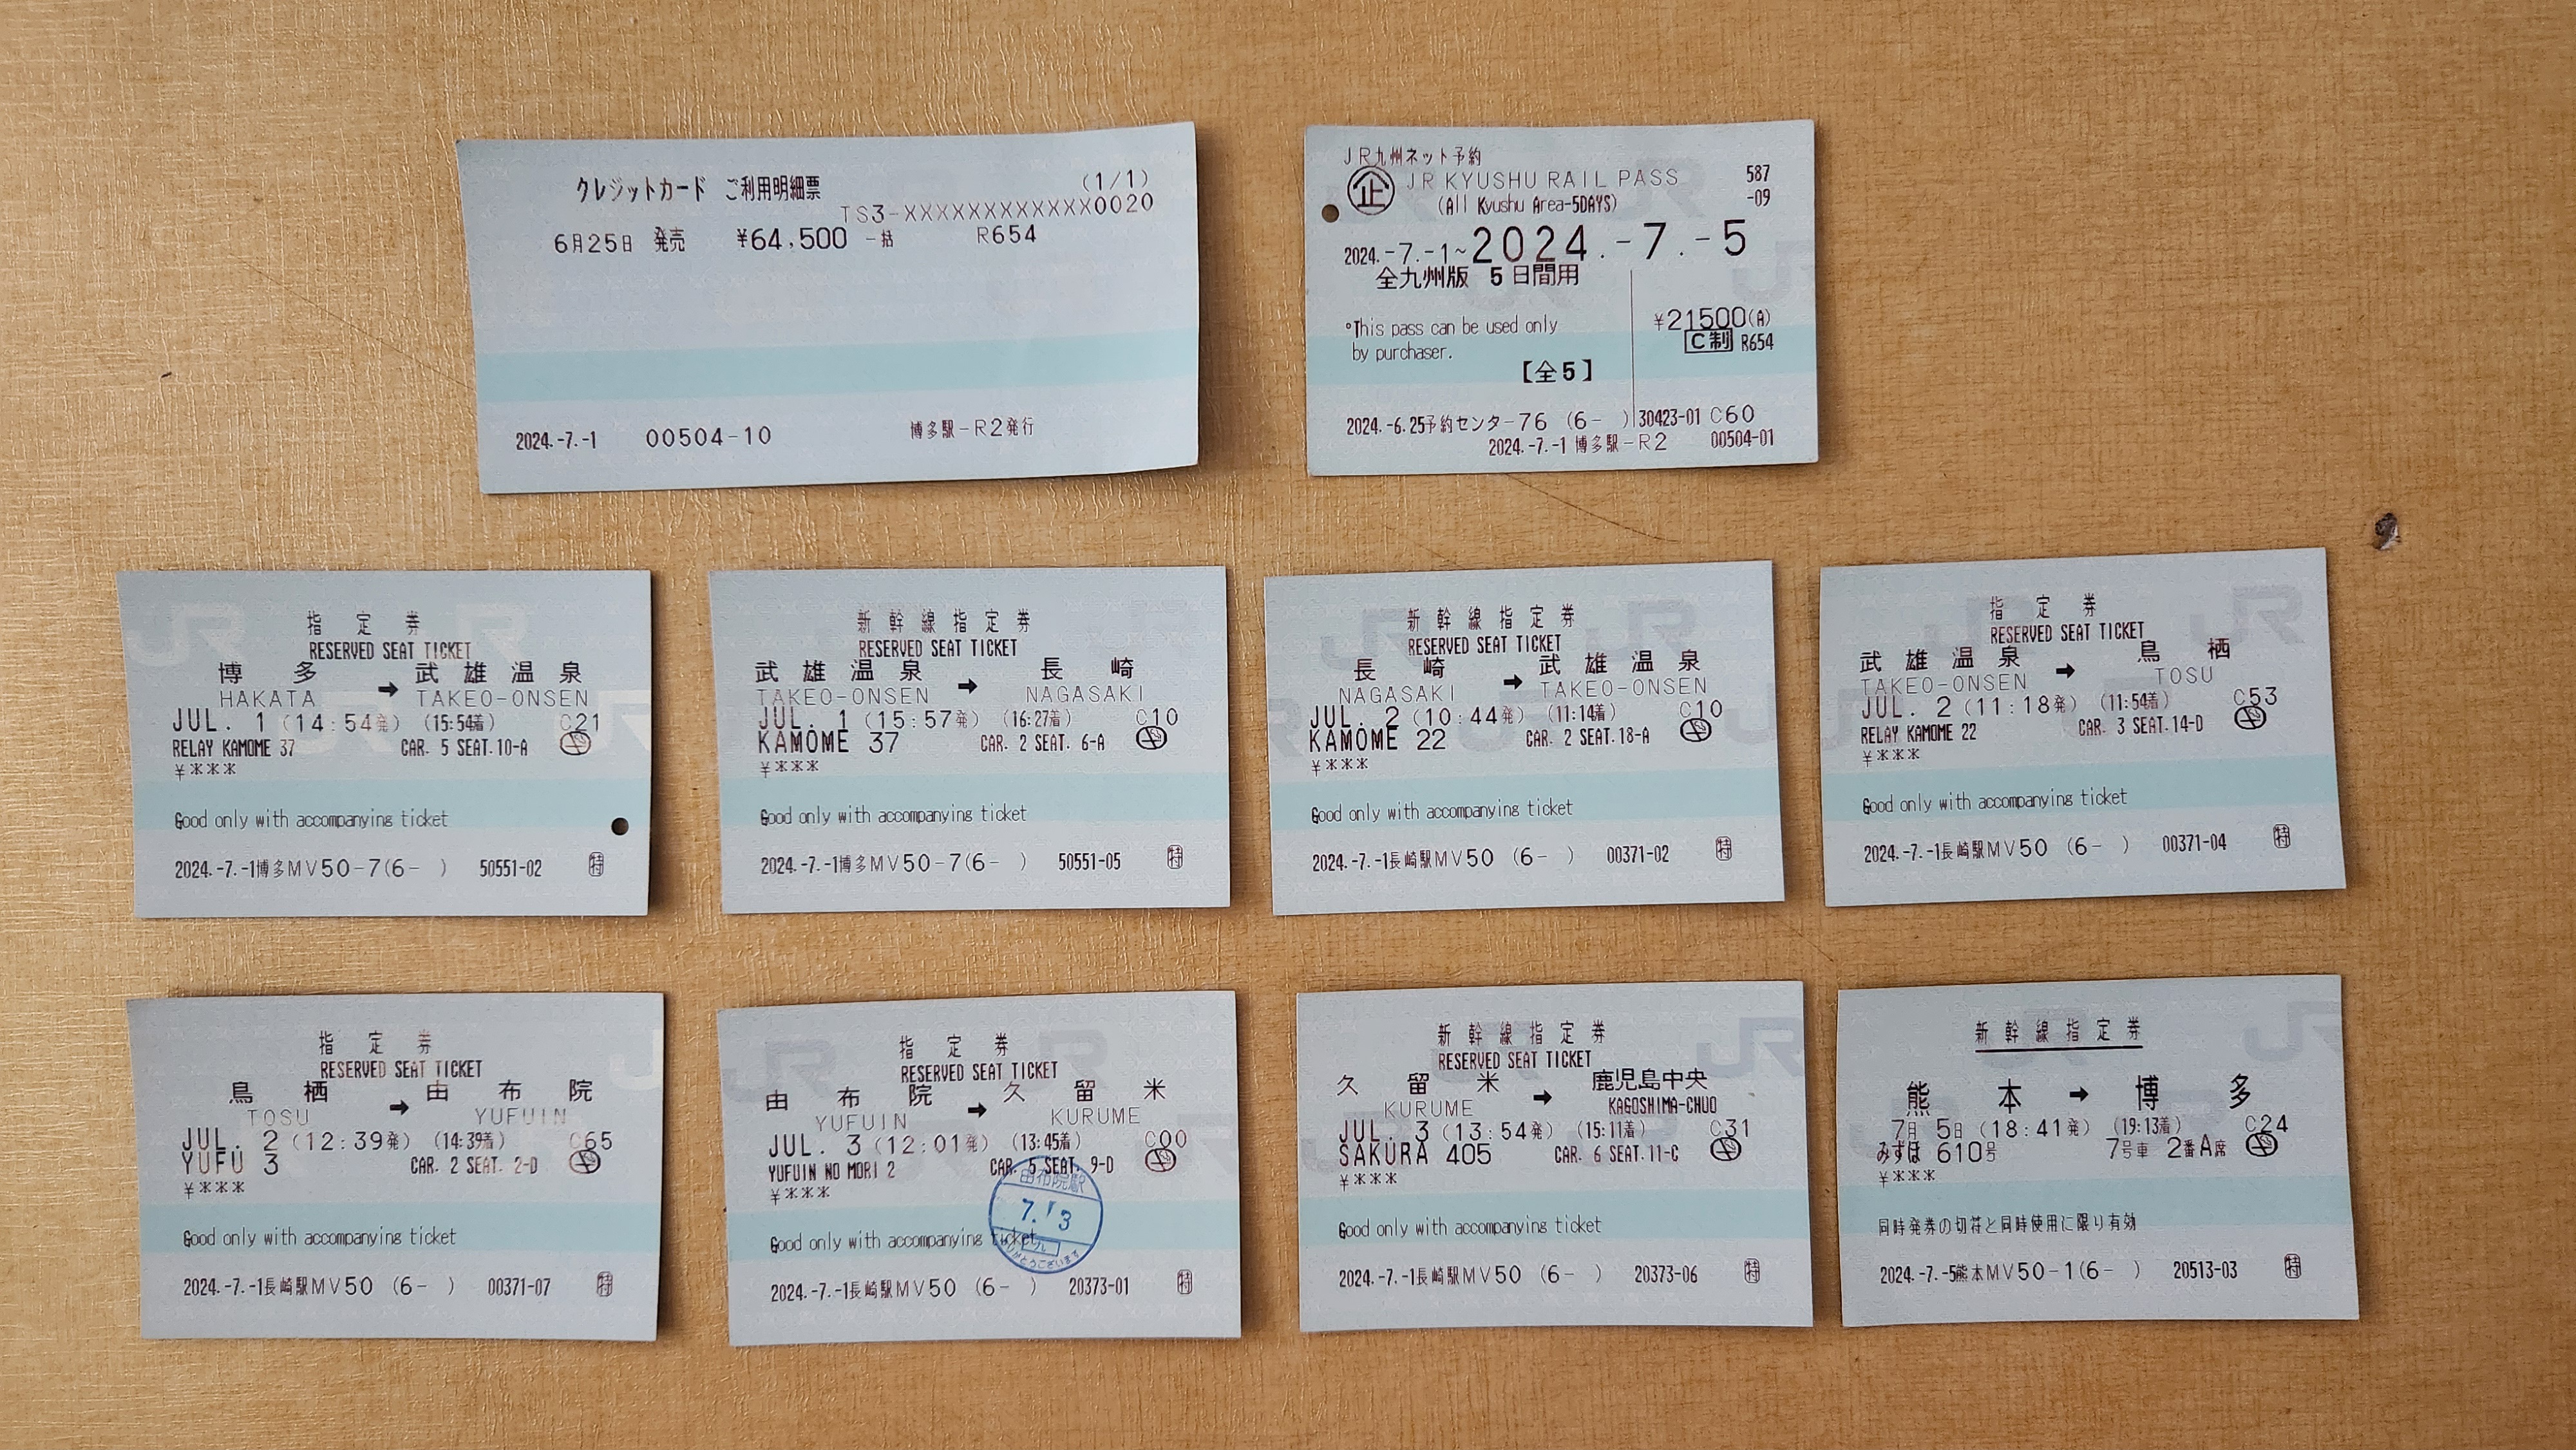 クレジットカード ご利用明細票 (1/1)
TS3-XXXXXXXXXXXX0020
6月25日 発売 ¥64,500 一括 R654
2024.-7.-1 00504-10 博多駅-R2発行
JR九州ネット予約
企 JR KYUSHU RAIL PASS 587
(All Kyushu Area-5DAYS) -09
2024.-7.-1~2024.-7.-5
全九州版 5日間用
°This pass can be used only ¥21500(A)
by purchaser. C制 R654
【全5】
2024.-6.25予約センター76 (6- ) 30423-01 C60
2024.-7.-1 博多駅-R2 00504-01
指定券
RESERVED SEAT TICKET
博多 ➡ 武雄温泉
HAKATA TAKEO-ONSEN
JUL. 1 (14:54発) (15:54着) C21
RELAY KAMOME 37 CAR. 5 SEAT.10-A
¥***
Good only with accompanying ticket
2024.-7.-1博多MV50-7(6- ) 50551-02 特
新幹線指定券
RESERVED SEAT TICKET
武雄温泉 ➡ 長崎
TAKEO-ONSEN NAGASAKI
JUL. 1 (15:57発) (16:27着) C10
KAMOME 37 CAR. 2 SEAT. 6-A
¥***
Good only with accompanying ticket
2024.-7.-1博多MV50-7(6- ) 50551-05 特
新幹線指定券
RESERVED SEAT TICKET
長崎 ➡ 武雄温泉
NAGASAKI TAKEO-ONSEN
JUL. 2 (10:44発) (11:14着) C10
KAMOME 22 CAR. 2 SEAT.18-A
¥***
Good only with accompanying ticket
2024.-7.-1長崎駅MV50 (6- ) 00371-02 特
指定券
RESERVED SEAT TICKET
武雄温泉 ➡ 鳥栖
TAKEO-ONSEN TOSU
JUL. 2 (11:18発) (11:54着) C53
RELAY KAMOME 22 CAR. 3 SEAT.14-D
¥***
Good only with accompanying ticket
2024.-7.-1長崎駅MV50 (6- ) 00371-04 特
指定券
RESERVED SEAT TICKET
鳥栖 ➡ 由布院
TOSU YUFUIN
JUL. 2 (12:39発) (14:39着) C65
YUFU 3 CAR. 2 SEAT. 2-D
¥***
Good only with accompanying ticket
2024.-7.-1長崎駅MV50 (6- ) 00371-07 特
指定券
RESERVED SEAT TICKET
由布院 ➡ 久留米
YUFUIN KURUME
JUL. 3 (12:01発) (13:45着) C00
YUFUIN NO MORI 2 CAR. 5 SEAT. 9-D
¥***
由布院駅
7. 3
Good only with accompanying ticket
ありがとうございます
2024.-7.-1長崎駅MV50 (6- ) 20373-01 特
新幹線指定券
RESERVED SEAT TICKET
久留米 ➡ 鹿児島中央
KURUME KAGOSHIMA-CHUO
JUL. 3 (13:54発) (15:11着) C31
SAKURA 405 CAR. 6 SEAT.11-C
¥***
Good only with accompanying ticket
2024.-7.-1長崎駅MV50 (6- ) 20373-06 特
新幹線指定券
熊本 ➡ 博多
7月 5日 (18:41発) (19:13着) C24
みずほ 610号 7号車 2番A席
¥***
同時発券の切符と同時使用に限り有効
2024.-7.-5熊本MV50-1(6- ) 20513-03 特